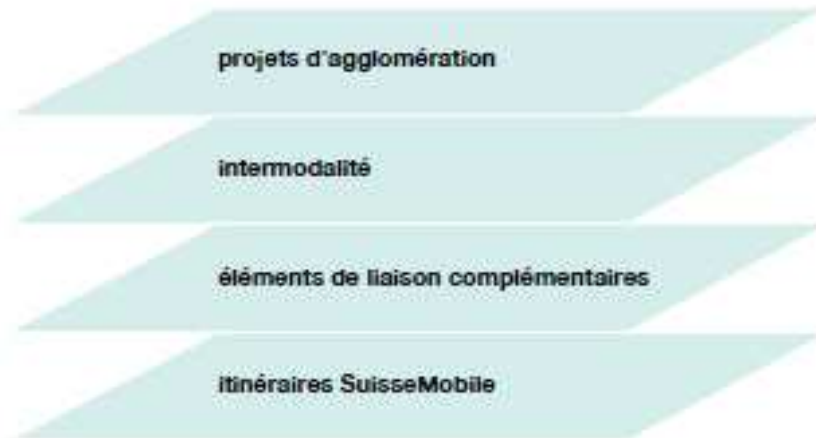 projets d'agglomération
intermodalité
éléments de liaison complémentaires
itinéraires SuisseMobile